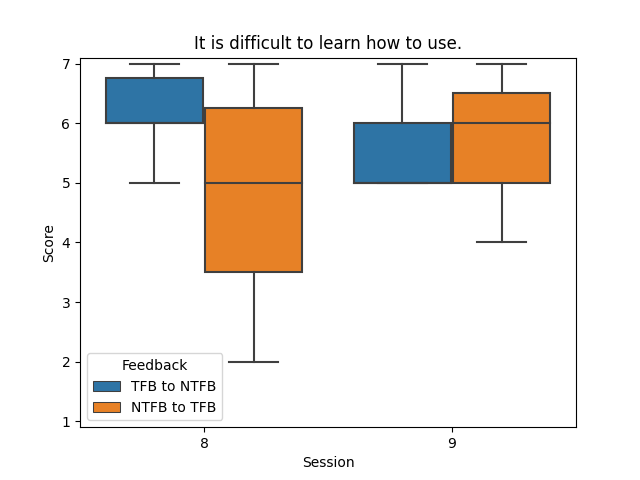 It is difficult to learn how to use.
7
6
5
4
3
2
1
Score
Feedback
TFB to NTFB
NTFB to TFB
8
9
Session